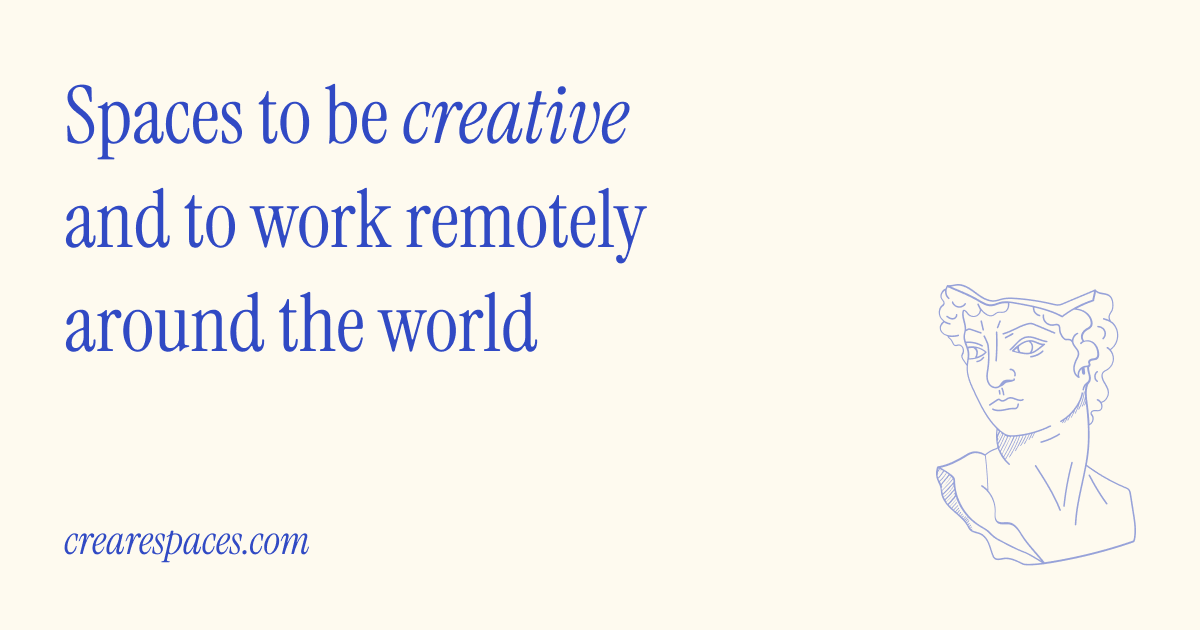 Spaces to be creative
and to work remotely
around the world
crearespaces.com